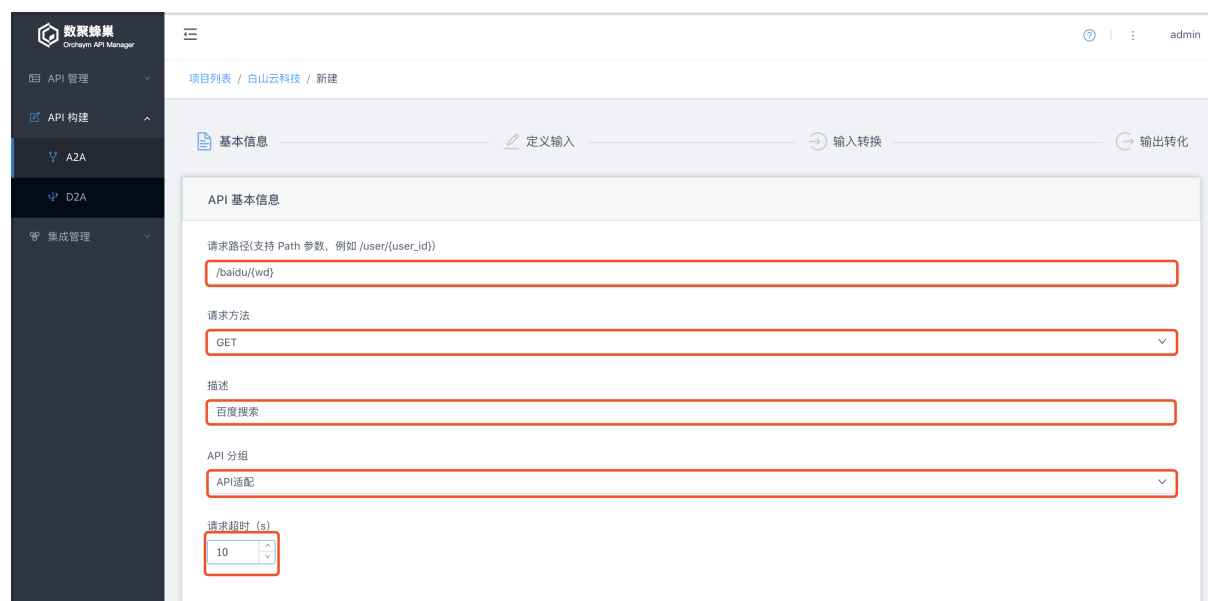 数聚蜂巢
Orchsym API Manager
admin
API 管理
项目列表 / 白山云科技 / 新建
API 构建
基本信息
定义输入
输入转换
输出转化
A2A
D2A
API 基本信息
集成管理
请求路径(支持 Path 参数，例如 /user/{user_id})
/baidu/{wd}
请求方法
GET
描述
百度搜索
API 分组
API适配
请求超时（s）
10